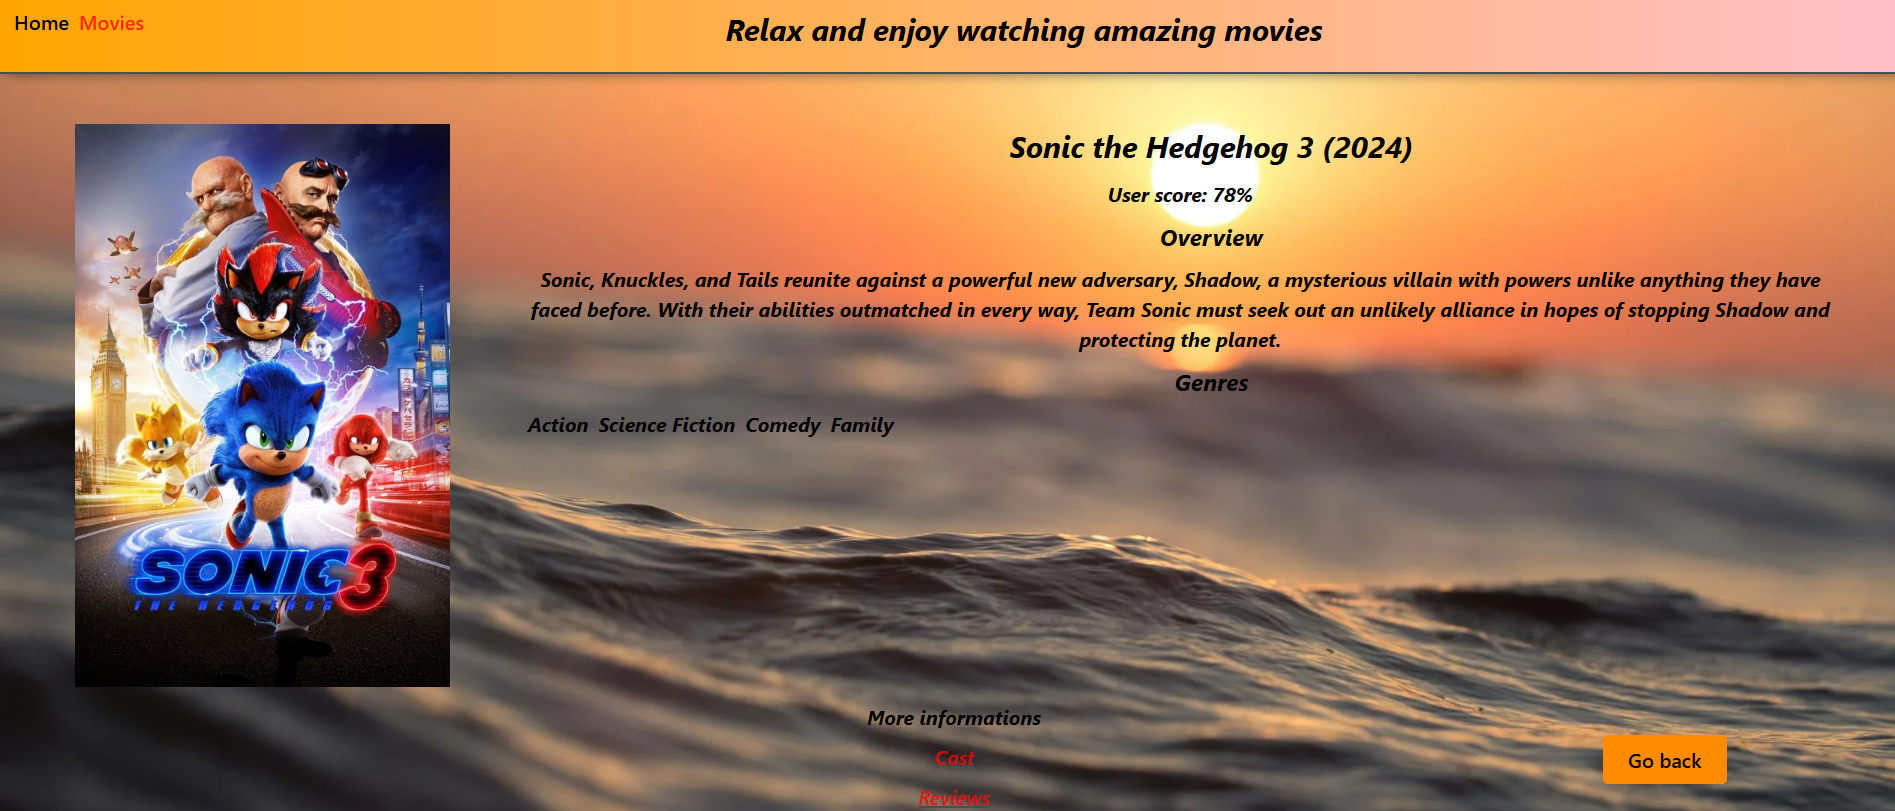 Home Movies
Relax and enjoy watching amazing movies
Sonic the Hedgehog 3 (2024)
User score: 78%
Overview
Sonic, Knuckles, and Tails reunite against a powerful new adversary, Shadow, a mysterious villain with powers unlike anything they have
faced before. With their abilities outmatched in every way, Team Sonic must seek out an unlikely alliance in hopes of stopping Shadow and
protecting the planet.
Genres
Action Science Fiction Comedy Family
SONIC 3
THE HEDGEHOG
More informations
Cast
Reviews
Go back